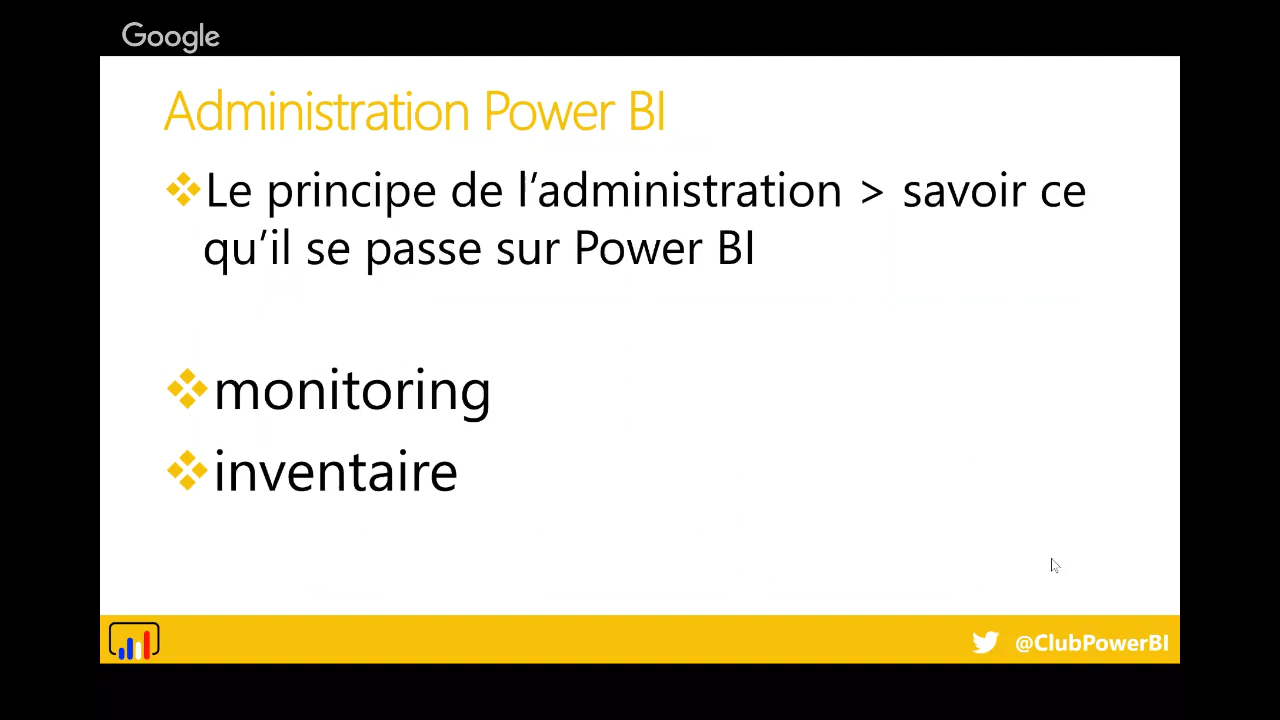 Google
Administration Power BI
Le principe de l’administration > savoir ce
qu’il se passe sur Power BI
monitoring
inventaire
@ClubPowerBI